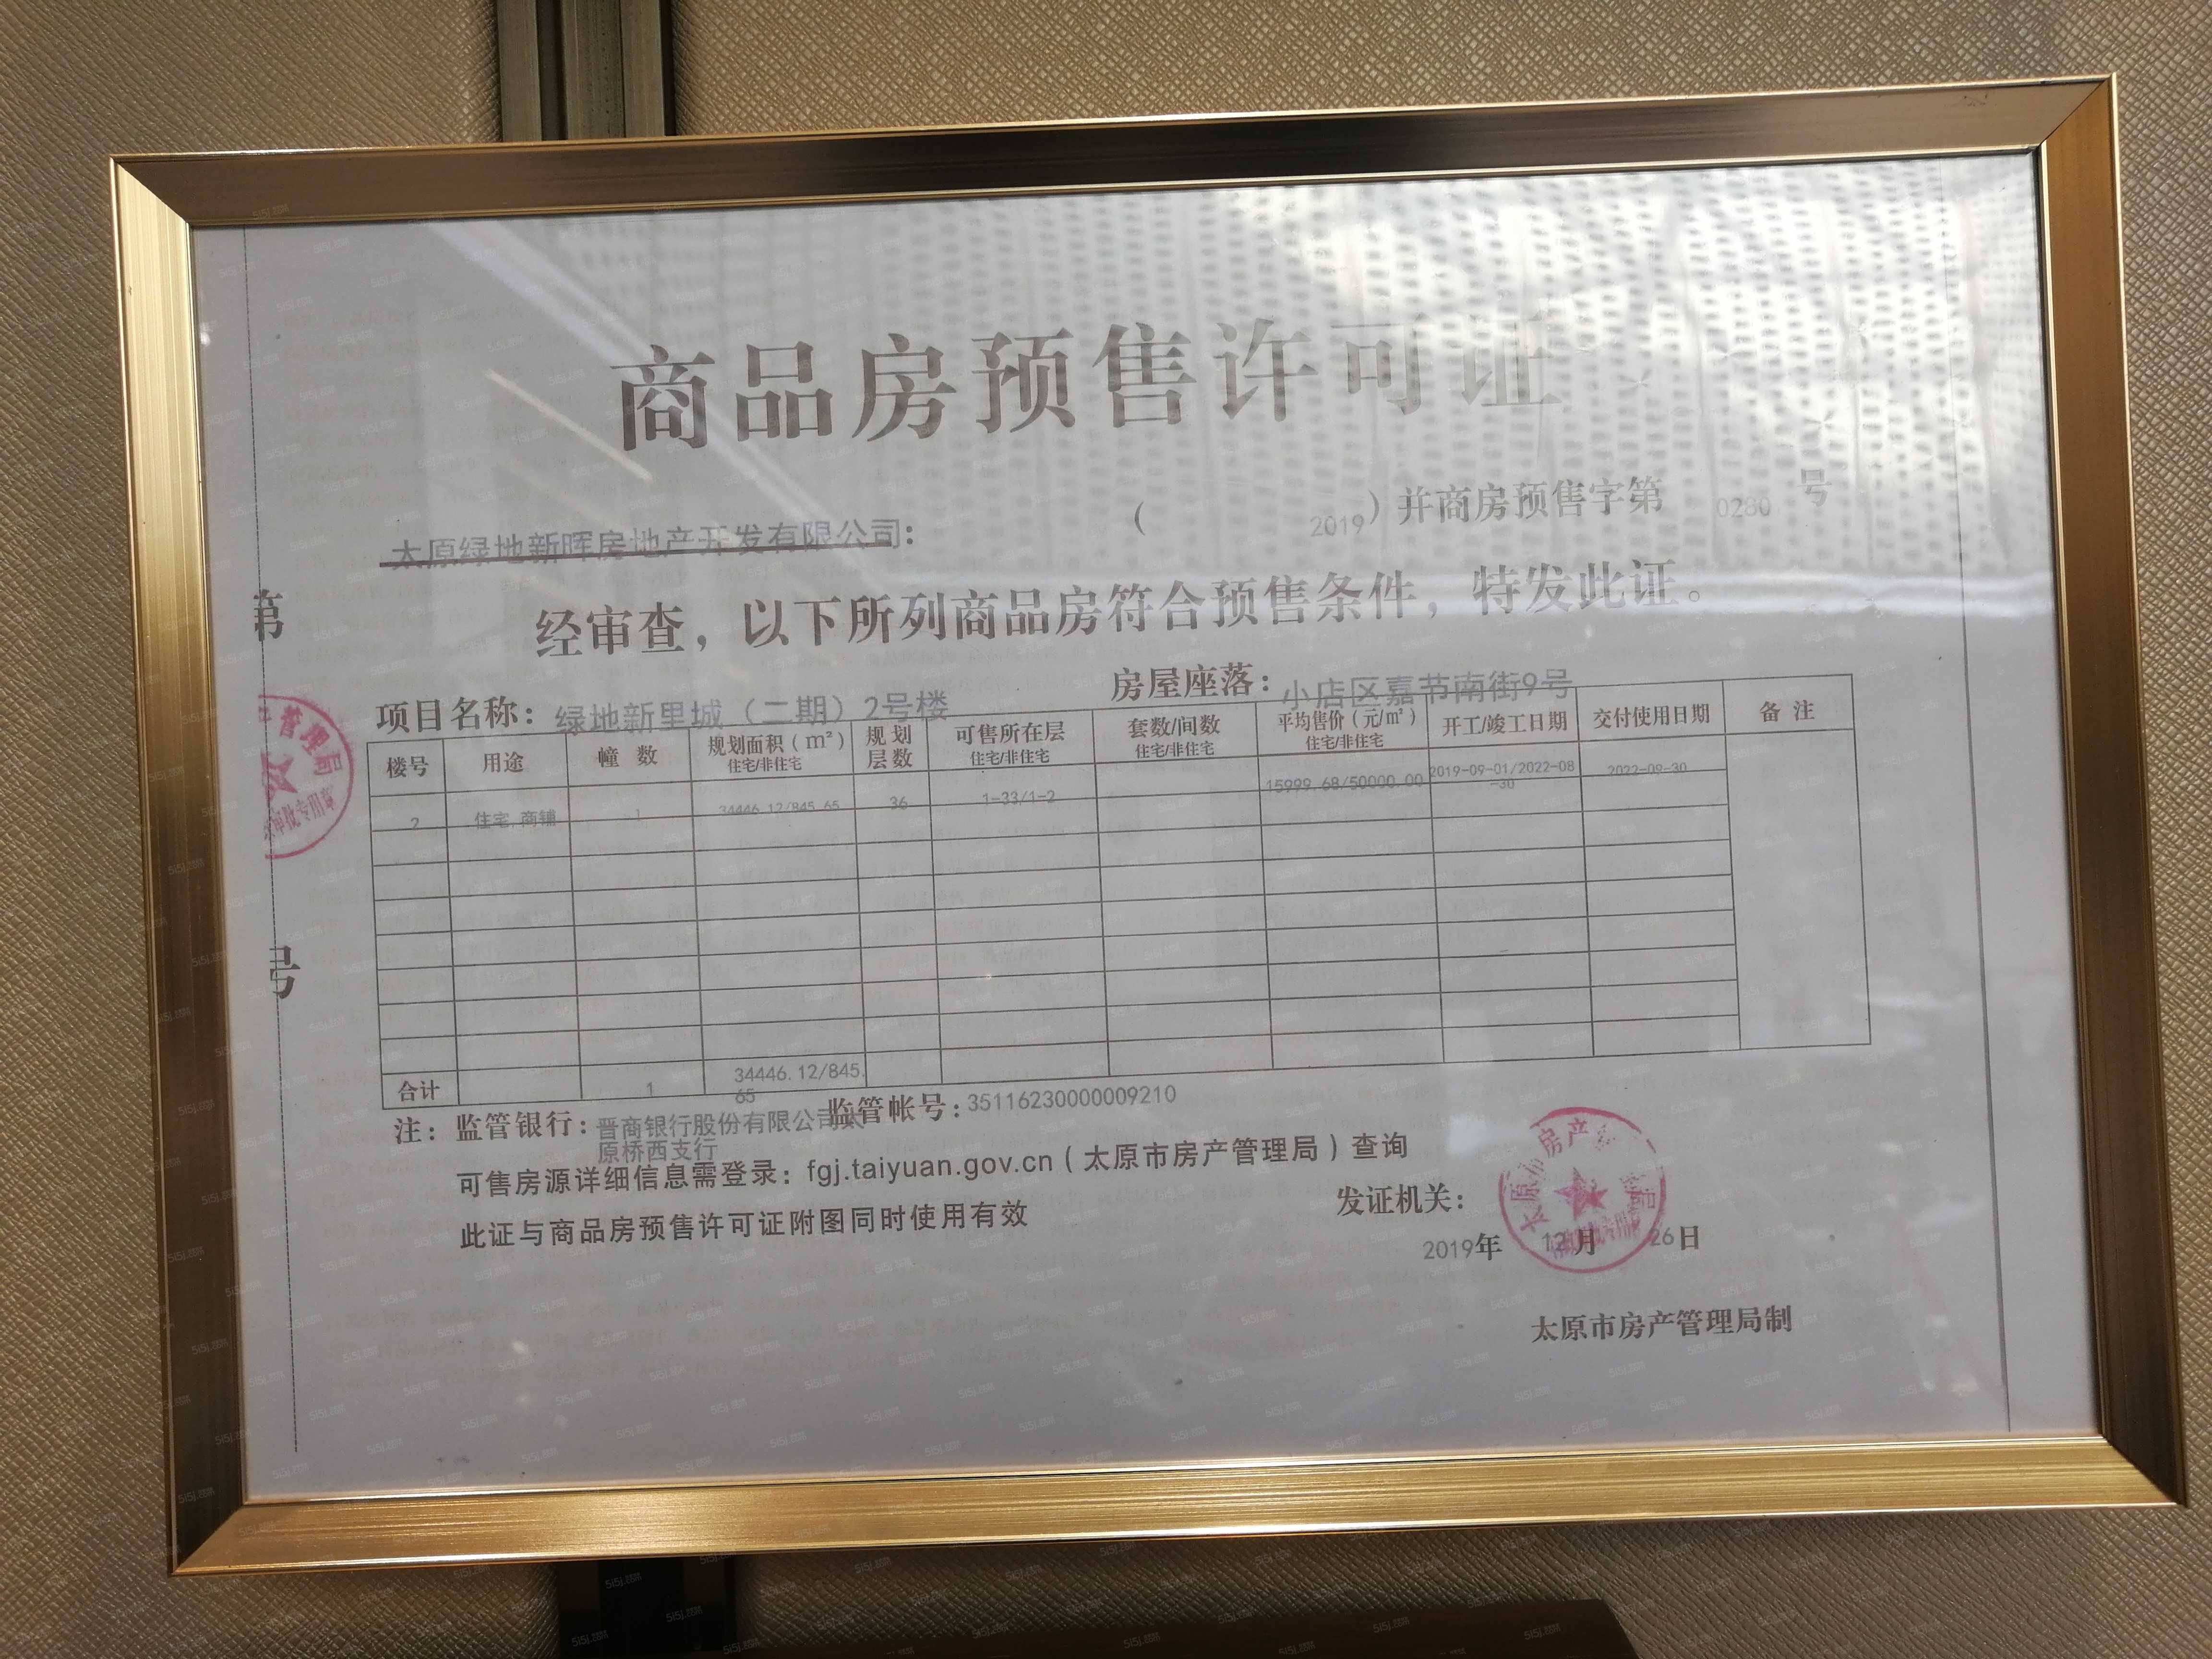 商品房预售许可证
(2019)并商房预售字第0280号
太原绿地新晖房地产开发有限公司:
经审查，以下所列商品房符合预售条件，特发此证。
项目名称：绿地新里城（二期）2号楼 房屋座落：小店区嘉节南街9号
楼号 用途 幢数 规划面积(m²) 住宅/非住宅 规划层数 可售所在层 住宅/非住宅 套数/间数 住宅/非住宅 平均售价(元/m²) 住宅/非住宅 开工/竣工日期 交付使用日期 备注
2 住宅,商铺 1 34446.12/845.65 36 1-33/1-2 15999.68/50000.00 2019-09-01/2022-08-30 2022-09-30
合计 1 34446.12/845.65
注：监管银行：晋商银行股份有限公司太原桥西支行 监管帐号：35116230000009210
可售房源详细信息需登录：fgj.taiyuan.gov.cn（太原市房产管理局）查询
此证与商品房预售许可证附图同时使用有效
发证机关：
2019年12月26日
太原市房产管理局制
第
号
管理局
专用章
5i5j.com